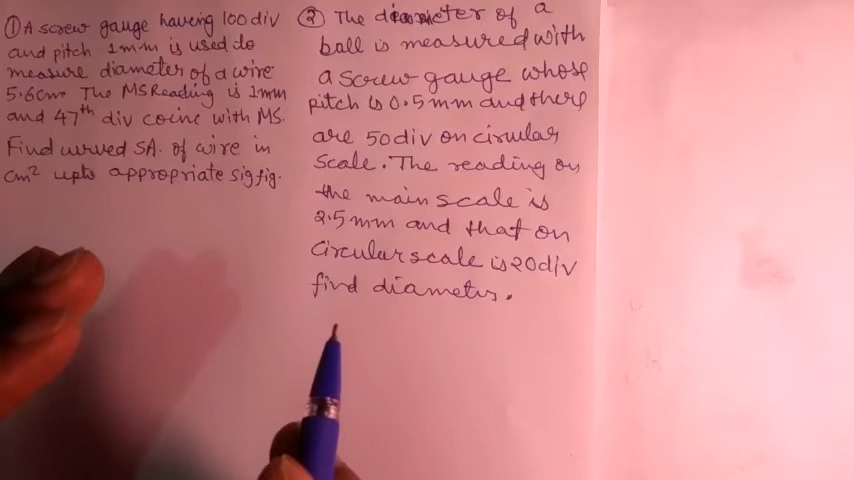 ① A screw gauge having 100 div
and pitch 1mm is used to
measure diameter of a wire
5.6cm The MS Reading is 1mm
and 47th div coinc with MS.
Find curved SA. of wire in
cm² upto appropriate sig fig.
② The diameter of a
ball is measured with
a screw gauge whose
pitch is 0.5mm and there
are 50 div on circular
scale. The reading on
the main scale is
2.5mm and that on
circular scale is 20 div
find diameter.